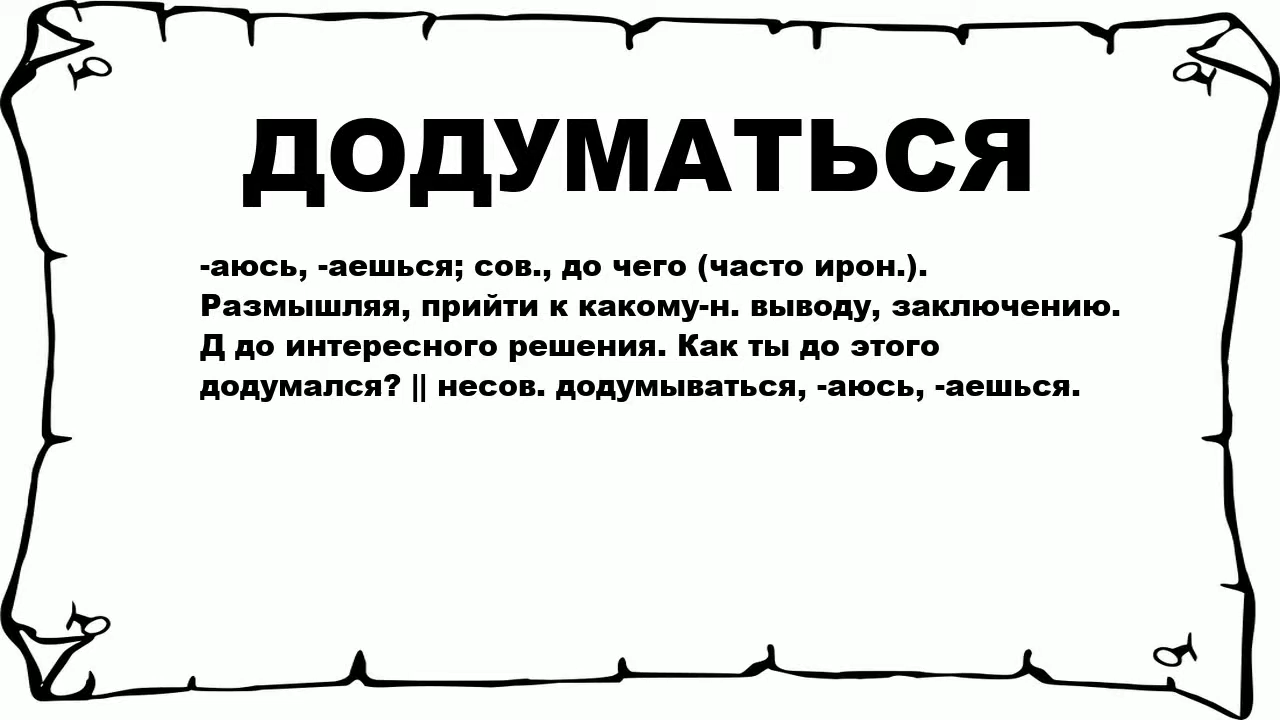 ДОДУМАТЬСЯ
-аюсь, -аешься; сов., до чего (часто ирон.).
Размышляя, прийти к какому-н. выводу, заключению.
Д до интересного решения. Как ты до этого
додумался? || несов. додумываться, -аюсь, -аешься.